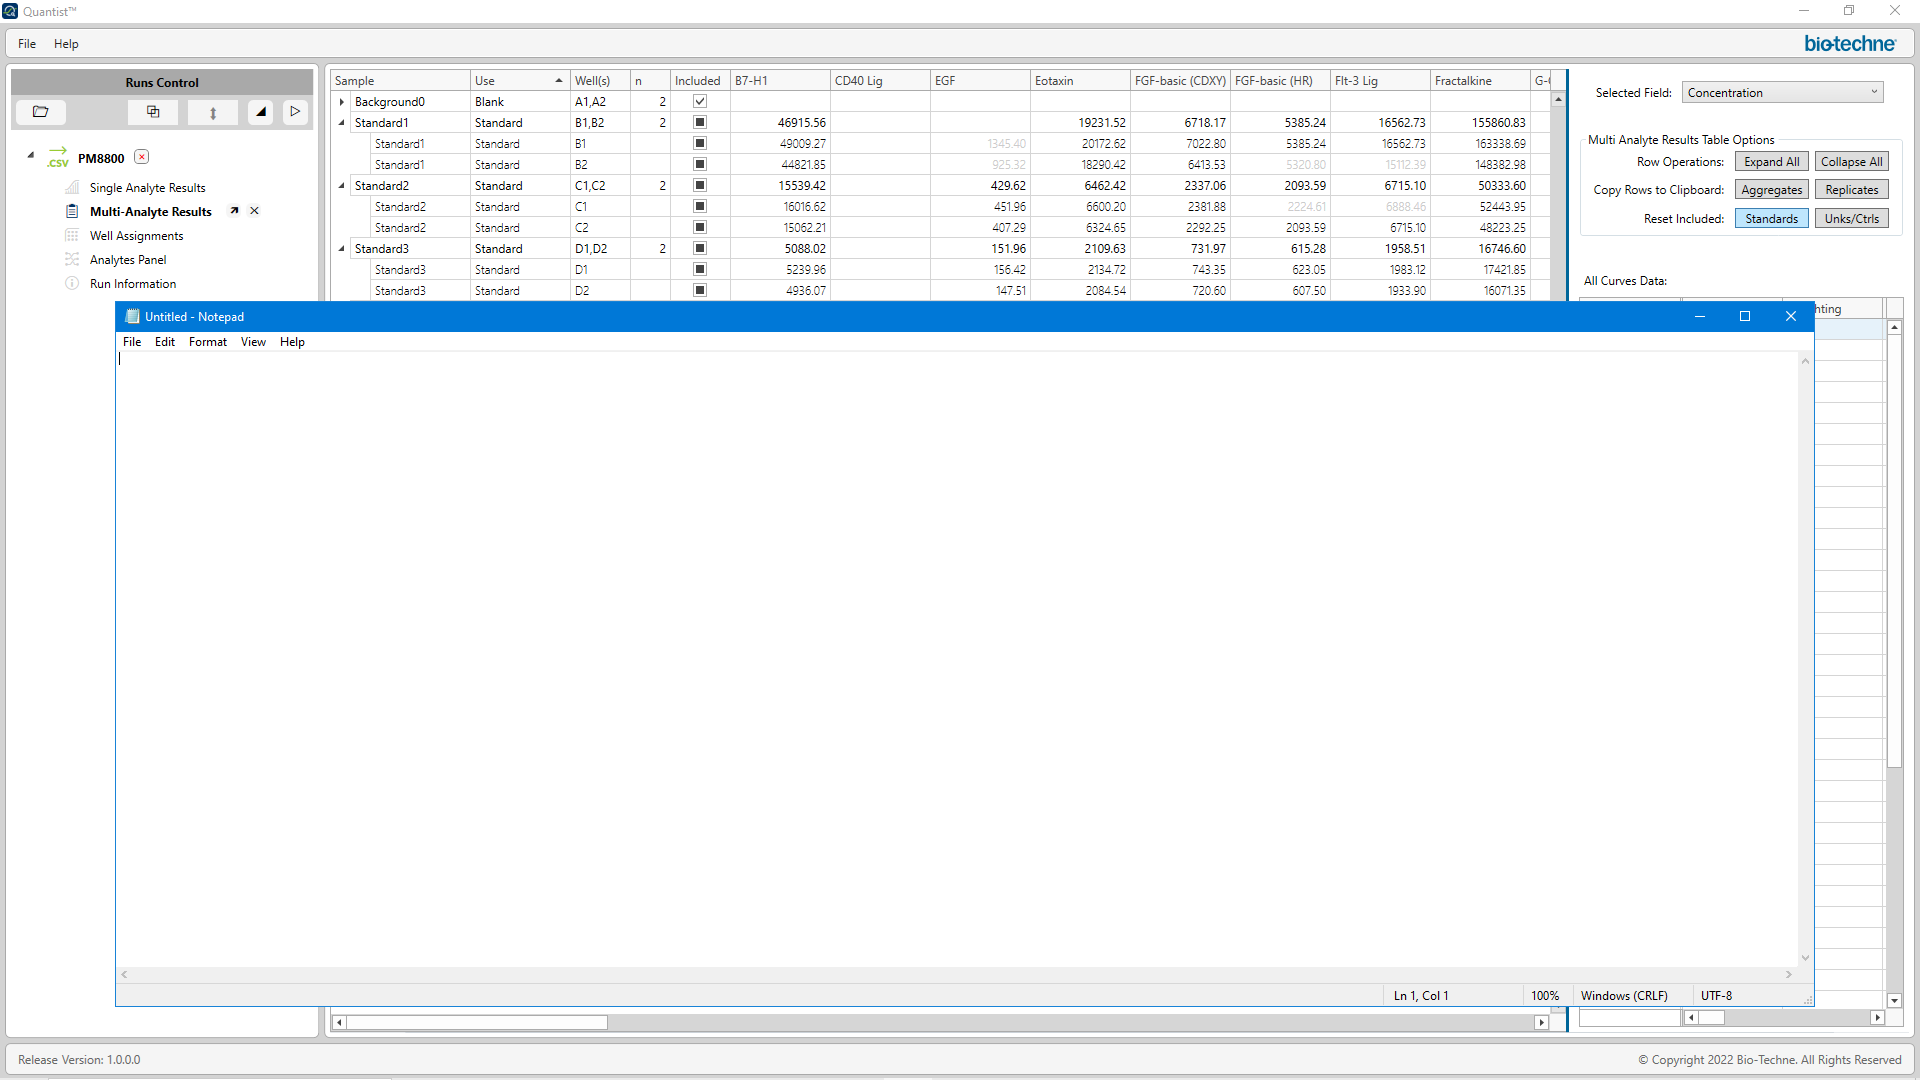 Quantist™
File Help
bio-techne
Runs Control
.csv PM8800
Single Analyte Results
Multi-Analyte Results
Well Assignments
Analytes Panel
Run Information
Sample Use Well(s) n Included B7-H1 CD40 Lig EGF Eotaxin FGF-basic (CDXY) FGF-basic (HR) Flt-3 Lig Fractalkine
Background0 Blank A1,A2 2
Standard1 Standard B1,B2 2 46915.56 19231.52 6718.17 5385.24 16562.73 155860.83
Standard1 Standard B1 49009.27 1345.40 20172.62 7022.80 5385.24 16562.73 163338.69
Standard1 Standard B2 44821.85 925.32 18290.42 6413.53 5320.80 15112.39 148382.98
Standard2 Standard C1,C2 2 15539.42 429.62 6462.42 2337.06 2093.59 6715.10 50333.60
Standard2 Standard C1 16016.62 451.96 6600.20 2381.88 2224.61 6888.46 52443.95
Standard2 Standard C2 15062.21 407.29 6324.65 2292.25 2093.59 6715.10 48223.25
Standard3 Standard D1,D2 2 5088.02 151.96 2109.63 731.97 615.28 1958.51 16746.60
Standard3 Standard D1 5239.96 156.42 2134.72 743.35 623.05 1983.12 17421.85
Standard3 Standard D2 4936.07 147.51 2084.54 720.60 607.50 1933.90 16071.35
Selected Field: Concentration
Multi Analyte Results Table Options
Row Operations: Expand All Collapse All
Copy Rows to Clipboard: Aggregates Replicates
Reset Included: Standards Unks/Ctrls
All Curves Data:
hting
Untitled - Notepad
File Edit Format View Help
Ln 1, Col 1 100% Windows (CRLF) UTF-8
Release Version: 1.0.0.0
© Copyright 2022 Bio-Techne. All Rights Reserved